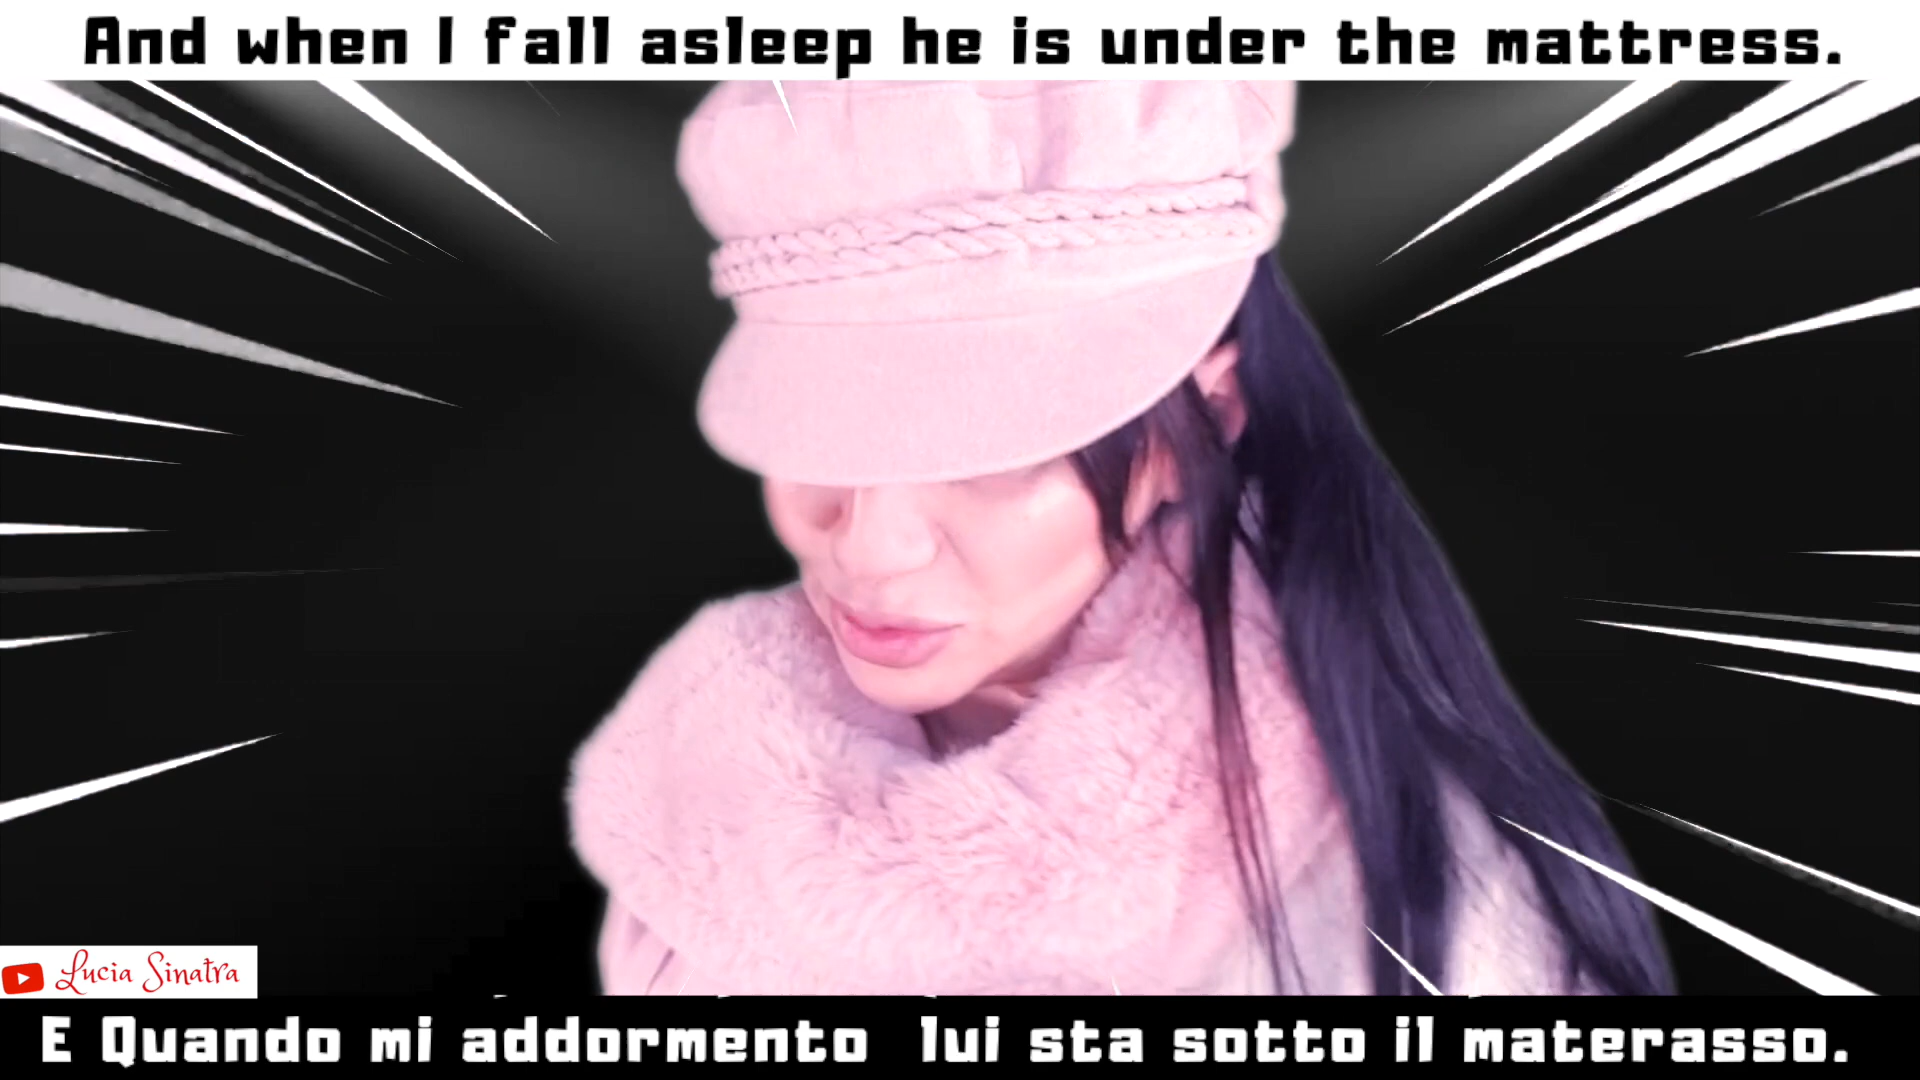 And when I fall asleep he is under the mattress.
Lucia Sinatra
E Quando mi addormento lui sta sotto il materasso.